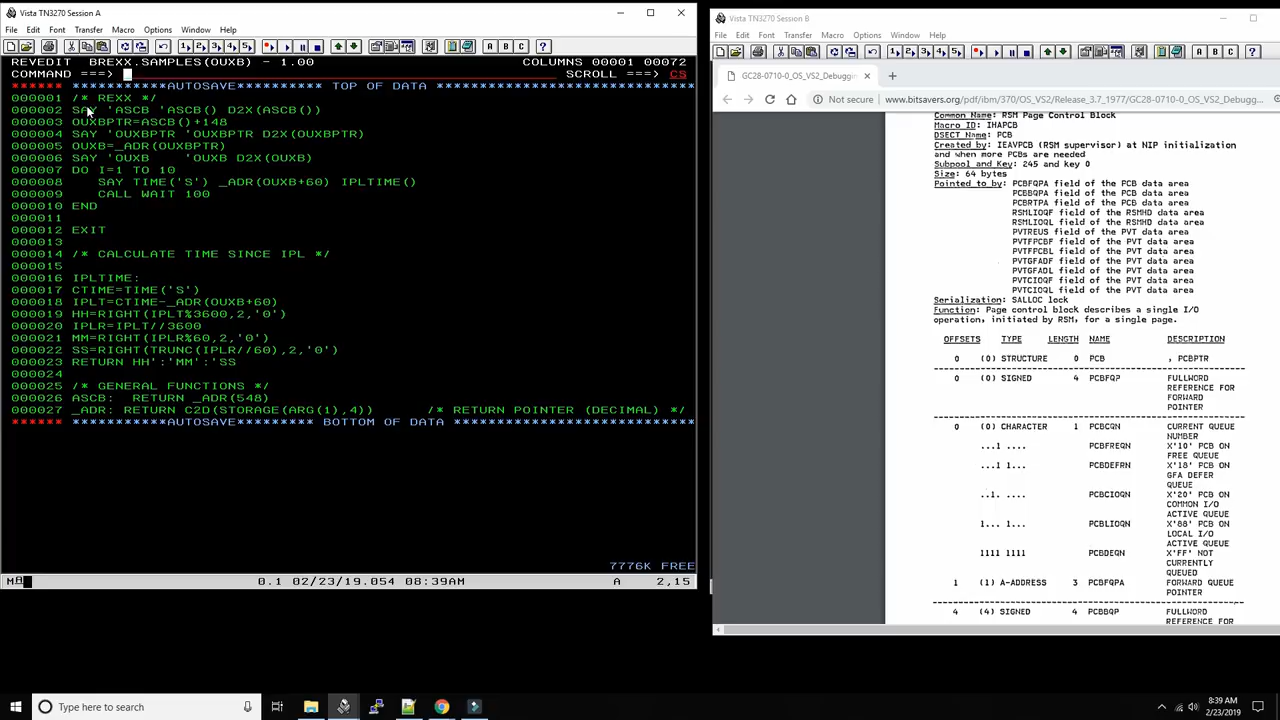 Vista TN3270 Session A
File Edit Font Transfer Macro Options Window Help
A B C ?
REVEDIT BREXX.SAMPLES(OUXB) - 1.00 COLUMNS 00001 00072
COMMAND ===> SCROLL ===> CS
****** ***********AUTOSAVE********* TOP OF DATA ****************************
000001 /* REXX */
000002 SAY 'ASCB 'ASCB() D2X(ASCB())
000003 OUXBPTR=ASCB()+148
000004 SAY 'OUXBPTR 'OUXBPTR D2X(OUXBPTR)
000005 OUXB=_ADR(OUXBPTR)
000006 SAY 'OUXB    'OUXB D2X(OUXB)
000007 DO I=1 TO 10
000008    SAY TIME('S') _ADR(OUXB+60) IPLTIME()
000009    CALL WAIT 100
000010 END
000011
000012 EXIT
000013
000014 /* CALCULATE TIME SINCE IPL */
000015
000016 IPLTIME:
000017 CTIME=TIME('S')
000018 IPLT=CTIME-_ADR(OUXB+60)
000019 HH=RIGHT(IPLT%3600,2,'0')
000020 IPLR=IPLT//3600
000021 MM=RIGHT(IPLR%60,2,'0')
000022 SS=RIGHT(TRUNC(IPLR//60),2,'0')
000023 RETURN HH':'MM':'SS
000024
000025 /* GENERAL FUNCTIONS */
000026 ASCB:  RETURN _ADR(548)
000027 _ADR: RETURN C2D(STORAGE(ARG(1),4))      /* RETURN POINTER (DECIMAL) */
****** ***********AUTOSAVE********* BOTTOM OF DATA *************************
7776K FREE
0.1 02/23/19.054 08:39AM A 2,15
Vista TN3270 Session B
File Edit Font Transfer Macro Options Window Help
A B C ?
GC28-0710-0_OS_VS2_Debuggin
Not secure www.bitsavers.org/pdf/ibm/370/OS_VS2/Release_3.7_1977/GC28-0710-0_OS_VS2_Debugg...
Common Name: RSM Page Control Block
Macro ID: IHAPCB
DSECT Name: PCB
Created by: IEAVPCB (RSM supervisor) at NIP initialization
and when more PCBs are needed
Subpool and Key: 245 and key 0
Size: 64 bytes
Pointed to by: PCBFQPA field of the PCB data area
PCBBQPA field of the PCB data area
PCBRTPA field of the PCB data area
RSMLIOQF field of the RSMHD data area
RSMLIOQL field of the RSMHD data area
PVTREUS field of the PVT data area
PVTFPCBF field of the PVT data area
PVTFPCBL field of the PVT data area
PVTGFADF field of the PVT data area
PVTGFADL field of the PVT data area
PVTCIOQF field of the PVT data area
PVTCIOQL field of the PVT data area
Serialization: SALLOC lock
Function: Page control block describes a single I/O
operation, initiated by RSM, for a single page.
OFFSETS TYPE LENGTH NAME DESCRIPTION
0 (0) STRUCTURE 0 PCB , PCBPTR
0 (0) SIGNED 4 PCBFQP FULLWORD
REFERENCE FOR
FORWARD
POINTER
0 (0) CHARACTER 1 PCBCQN CURRENT QUEUE
NUMBER
...1 .... PCBFREQN X'10' PCB ON
FREE QUEUE
...1 1... PCBDEFRN X'18' PCB ON
GFA DEFER
QUEUE
..1. .... PCBCIOQN X'20' PCB ON
COMMON I/O
ACTIVE QUEUE
1... 1... PCBLIOQN X'88' PCB ON
LOCAL I/O
ACTIVE QUEUE
1111 1111 PCBDEQN X'FF' NOT
CURRENTLY
QUEUED
1 (1) A-ADDRESS 3 PCBFQPA FORWARD QUEUE
POINTER
4 (4) SIGNED 4 PCBBQP FULLWORD
REFERENCE FOR
Type here to search
8:39 AM
2/23/2019